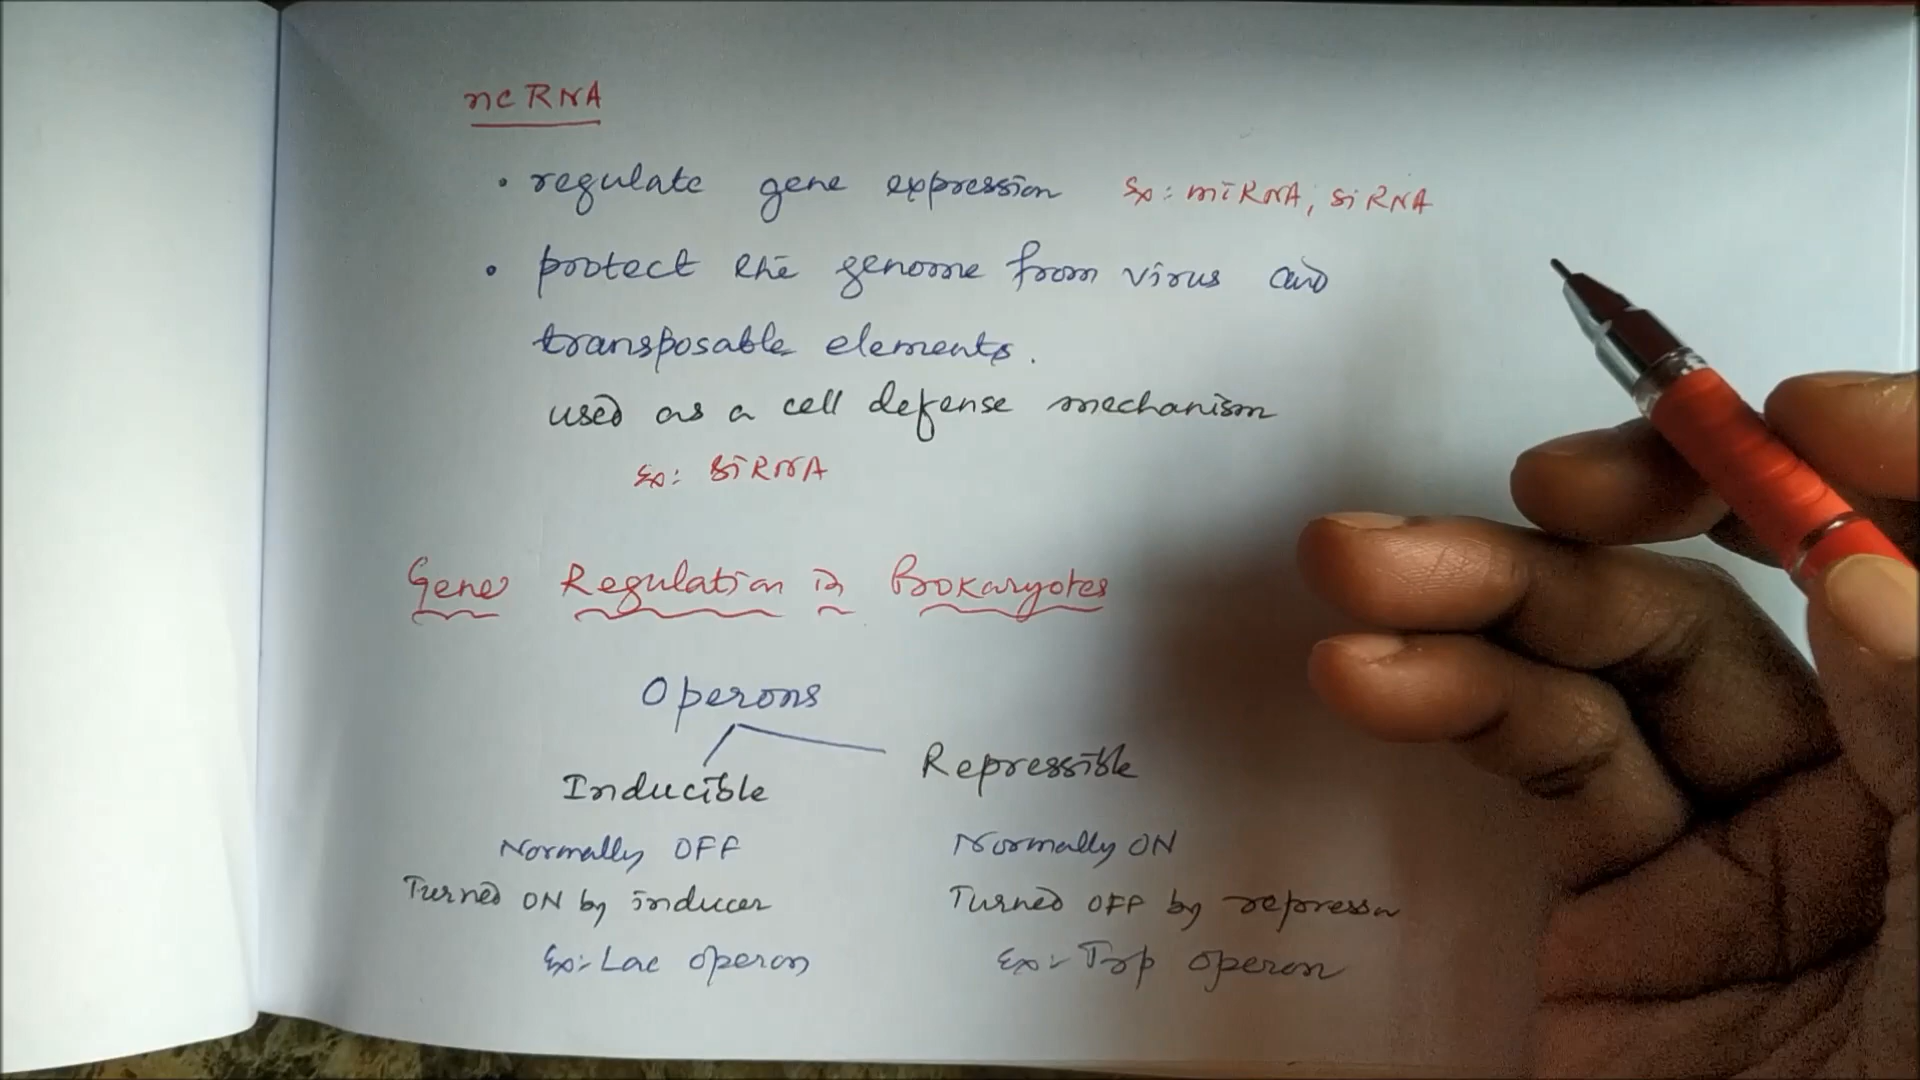 ncRNA
• regulate gene expression Ex: miRNA, siRNA
• protect the genome from virus and
transposable elements.
used as a cell defense mechanism
Ex: siRNA
Gene Regulation in Prokaryotes
Operons
Inducible Repressible
Normally OFF Normally ON
Turned ON by inducer Turned OFF by repressor
Ex:- Lac operon Ex:- Trp operon